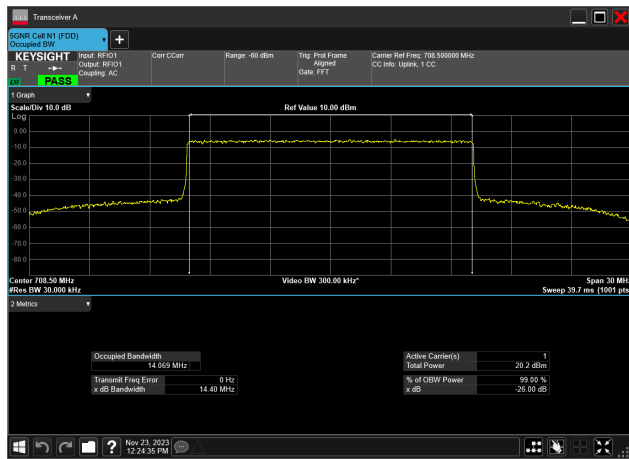 Transceiver A
5GNR Cell N1 (FDD)
Occupied BW
KEYSIGHT
R T
PASS
Input: RFIO1
Output: RFIO1
Coupling: AC
Corr CCorr
Range: -60 dBm
Trig: Prot Frame
Aligned
Gate: FFT
Carrier Ref Freq: 708.500000 MHz
CC Info: Uplink, 1 CC
1 Graph
Scale/Div 10.0 dB
Ref Value 10.00 dBm
Log
0.00
-10.0
-20.0
-30.0
-40.0
-50.0
-60.0
-70.0
-80.0
Center 708.50 MHz
Video BW 300.00 kHz*
Span 30 MHz
#Res BW 30.000 kHz
Sweep 39.7 ms (1001 pts
2 Metrics
Occupied Bandwidth
14.069 MHz
Active Carrier(s) 1
Total Power 20.2 dBm
Transmit Freq Error 0 Hz
x dB Bandwidth 14.40 MHz
% of OBW Power 99.00 %
x dB -26.00 dB
Nov 23, 2023
12:24:35 PM